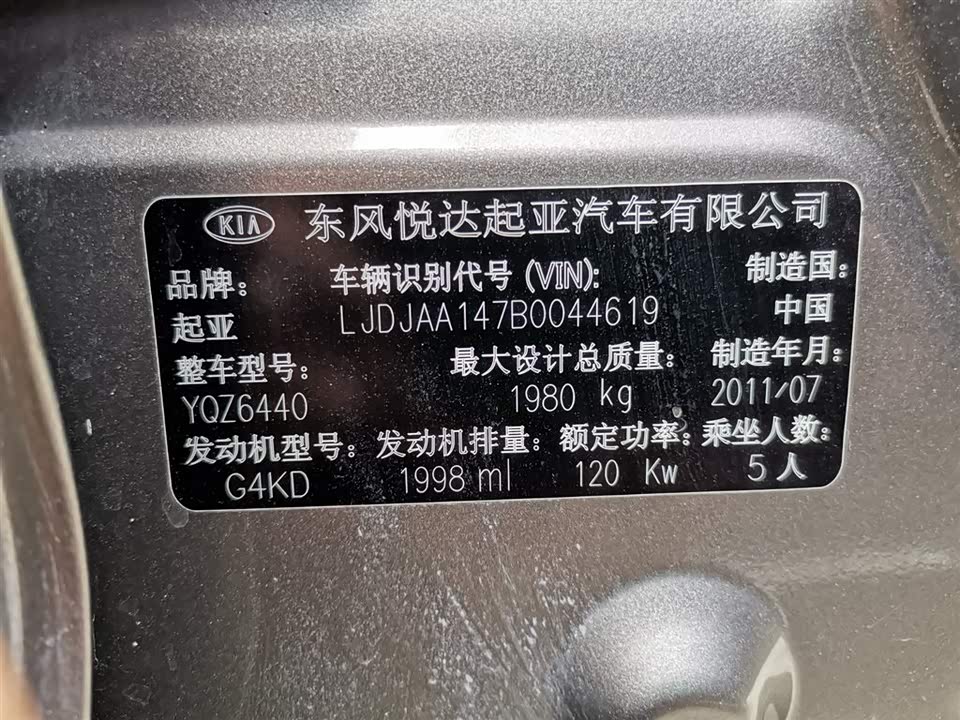 KIA 东风悦达起亚汽车有限公司
品牌: 车辆识别代号 (VIN): 制造国:
起亚 LJDJAA147B0044619 中国
整车型号: 最大设计总质量: 制造年月:
YQZ6440 1980 kg 2011/07
发动机型号: 发动机排量: 额定功率: 乘坐人数:
G4KD 1998 ml 120 Kw 5人